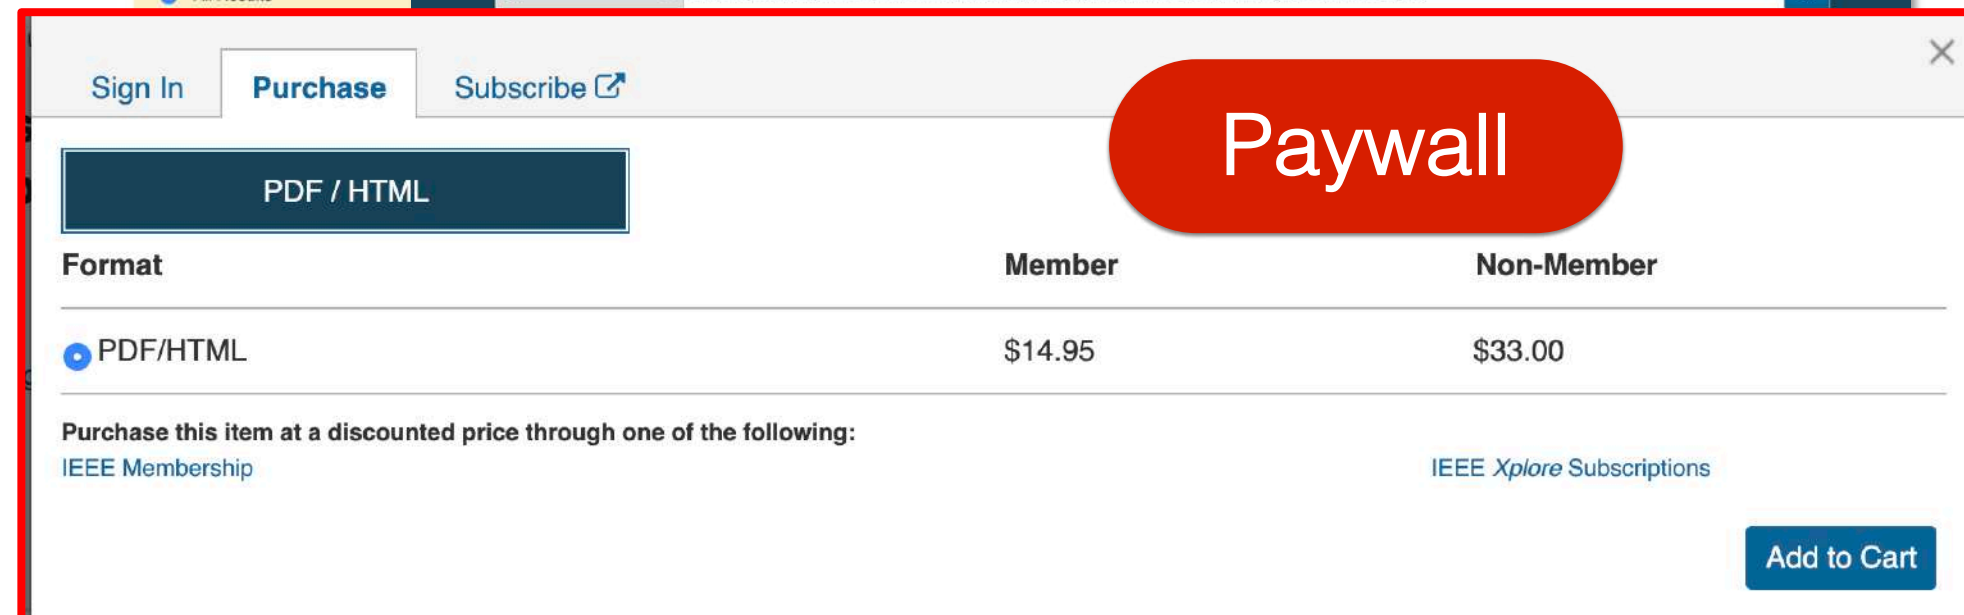 Sign In Purchase Subscribe
Paywall
PDF / HTML
Format Member Non-Member
PDF/HTML $14.95 $33.00
Purchase this item at a discounted price through one of the following:
IEEE Membership IEEE Xplore Subscriptions
Add to Cart